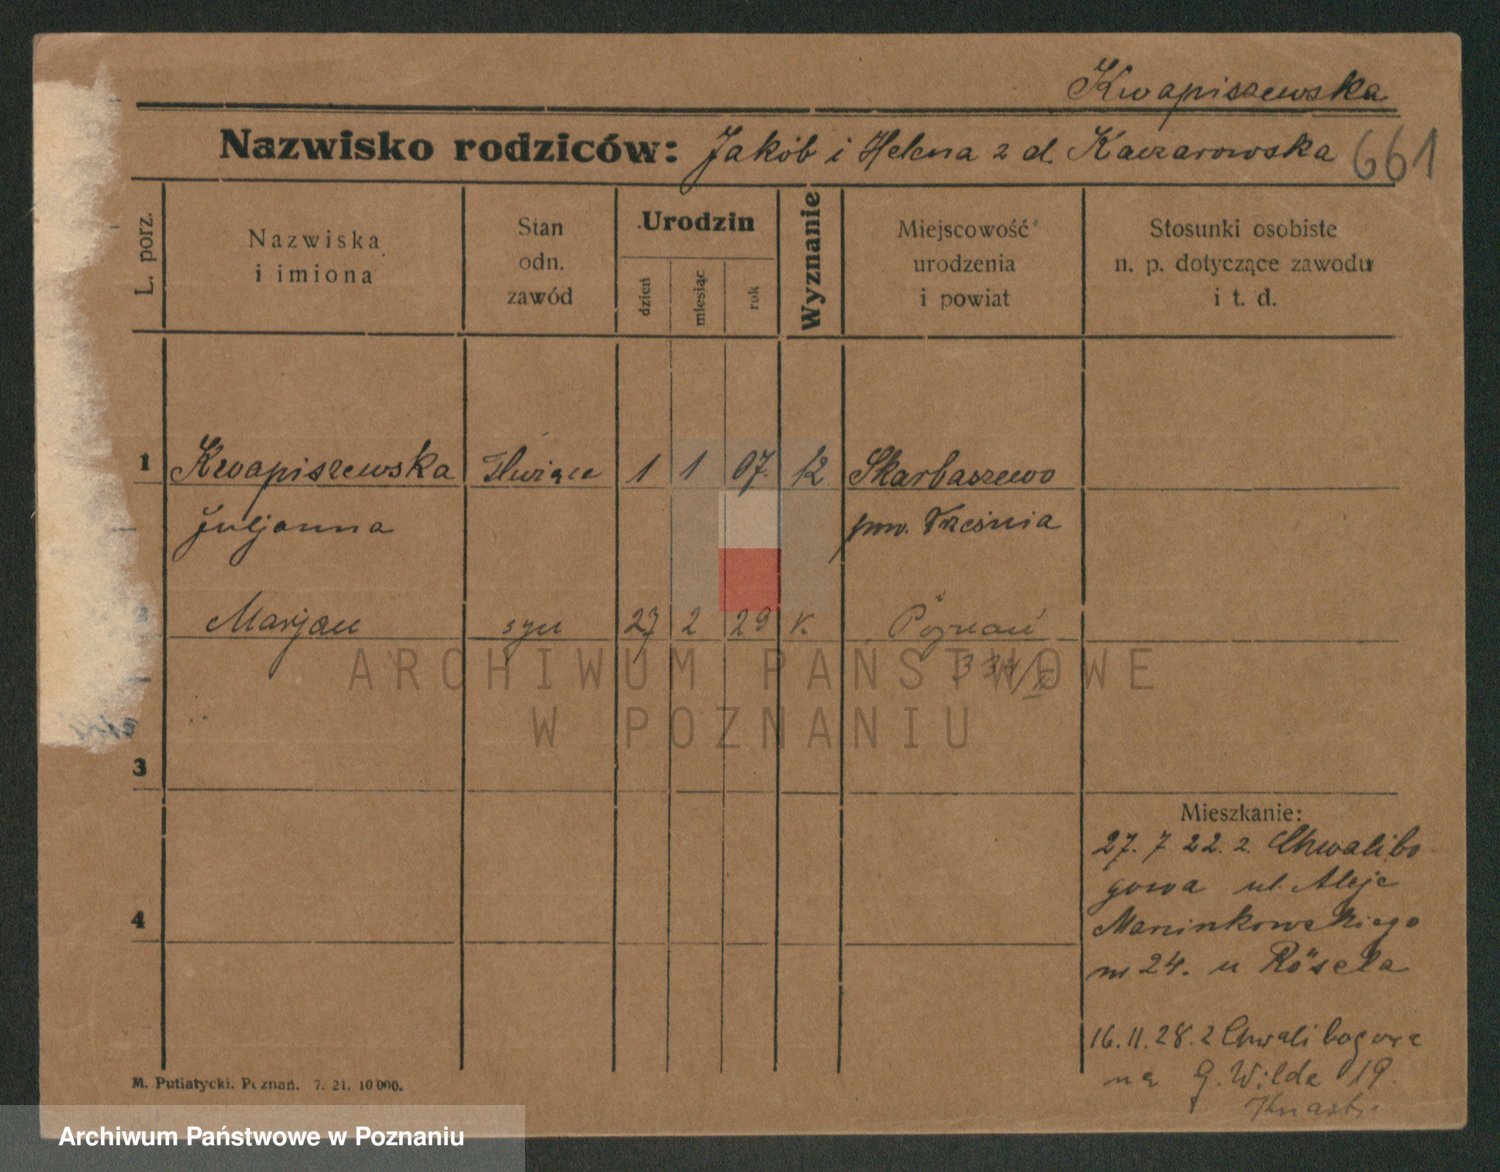 Kwapiszewska
Nazwisko rodziców: Jakób i Helena z d. Kaczarowska 661
L. porz.
Nazwiska
i imiona
Stan
odn.
zawód
Urodzin
dzień
miesiąc
rok
Wyznanie
Miejscowość
urodzenia
i powiat
Stosunki osobiste
n. p. dotyczące zawodu
i t. d.
1 Kwapiszewska Służąca 1 1 07. Skarbaszewo
Juljanna pow. Września
Marjan syn 27 2 29 k. Poznań
ARCHIWUM PAŃSTWOWE
W POZNANIU
3
Mieszkanie:
27. 7 22. z Chwalibo
gowa ul. Aleje
4 Marcinkowskiego
nr 24. u Rösela
16. 11. 28. z Chwalibogowa
na G. Wilda 19.
M. Putiatycki. Poznań. 7. 21. 10 000.
Archiwum Państwowe w Poznaniu